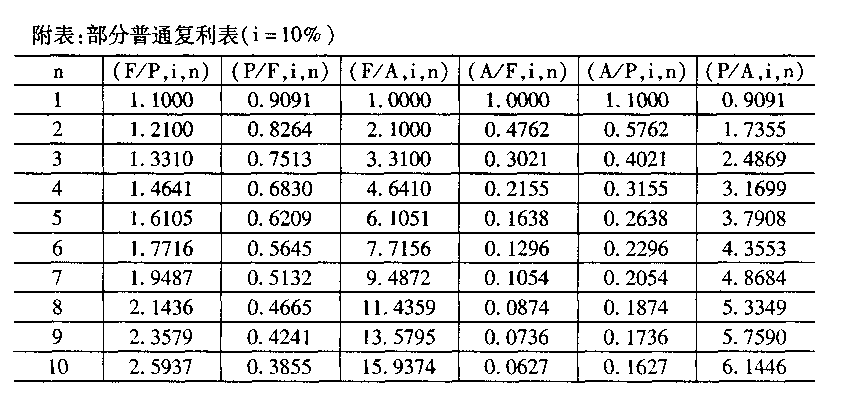 附表:部分普通复利表(i=10%)
n (F/P,i,n) (P/F,i,n) (F/A,i,n) (A/F,i,n) (A/P,i,n) (P/A,i,n)
1 1.1000 0.9091 1.0000 1.0000 1.1000 0.9091
2 1.2100 0.8264 2.1000 0.4762 0.5762 1.7355
3 1.3310 0.7513 3.3100 0.3021 0.4021 2.4869
4 1.4641 0.6830 4.6410 0.2155 0.3155 3.1699
5 1.6105 0.6209 6.1051 0.1638 0.2638 3.7908
6 1.7716 0.5645 7.7156 0.1296 0.2296 4.3553
7 1.9487 0.5132 9.4872 0.1054 0.2054 4.8684
8 2.1436 0.4665 11.4359 0.0874 0.1874 5.3349
9 2.3579 0.4241 13.5795 0.0736 0.1736 5.7590
10 2.5937 0.3855 15.9374 0.0627 0.1627 6.1446